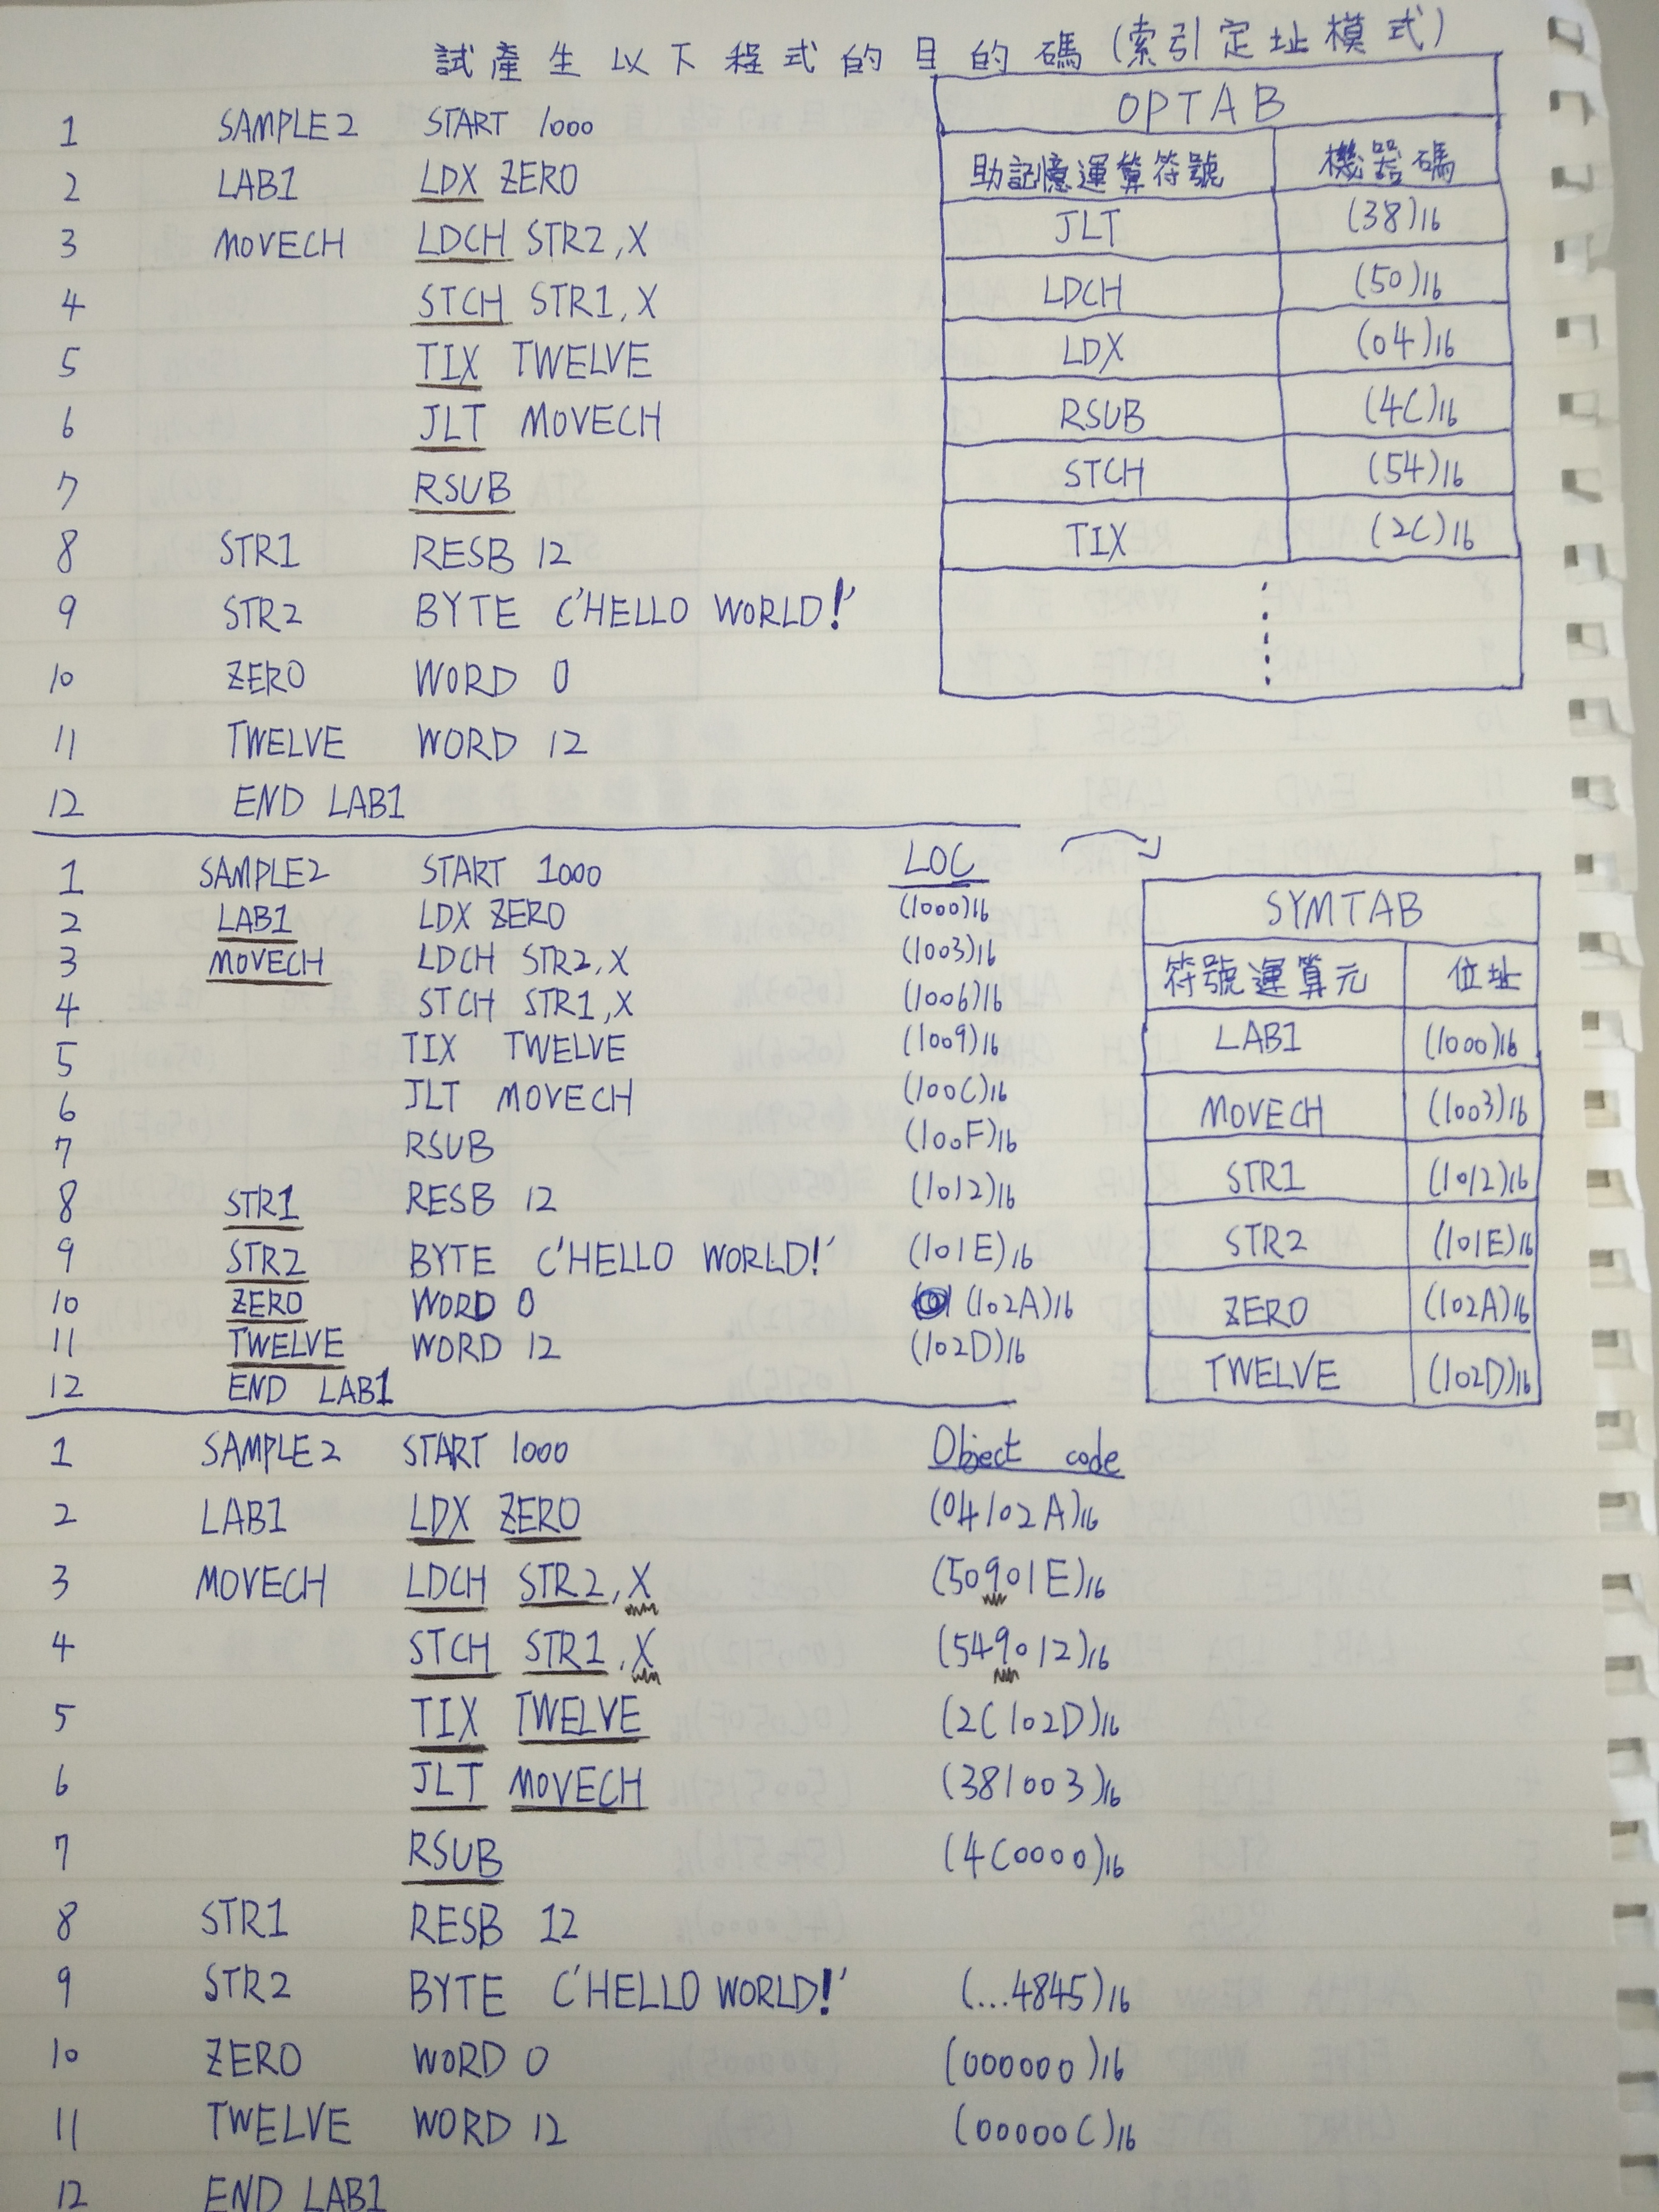 試產生以下程式的目的碼(索引定址模式)
1 SAMPLE2 START 1000
2 LAB1 LDX ZERO
3 MOVECH LDCH STR2,X
4 STCH STR1,X
5 TIX TWELVE
6 JLT MOVECH
7 RSUB
8 STR1 RESB 12
9 STR2 BYTE C'HELLO WORLD!'
10 ZERO WORD 0
11 TWELVE WORD 12
12 END LAB1
OPTAB
助記憶運算符號 機器碼
JLT (38)16
LDCH (50)16
LDX (04)16
RSUB (4C)16
STCH (54)16
TIX (2C)16
LOC
1 SAMPLE2 START 1000
2 LAB1 LDX ZERO (1000)16
3 MOVECH LDCH STR2,X (1003)16
4 STCH STR1,X (1006)16
5 TIX TWELVE (1009)16
6 JLT MOVECH (100C)16
7 RSUB (100F)16
8 STR1 RESB 12 (1012)16
9 STR2 BYTE C'HELLO WORLD!' (101E)16
10 ZERO WORD 0 (102A)16
11 TWELVE WORD 12 (102D)16
12 END LAB1
SYMTAB
符號運算元 位址
LAB1 (1000)16
MOVECH (1003)16
STR1 (1012)16
STR2 (101E)16
ZERO (102A)16
TWELVE (102D)16
1 SAMPLE2 START 1000 Object code
2 LAB1 LDX ZERO (04102A)16
3 MOVECH LDCH STR2,X (50901E)16
4 STCH STR1,X (549012)16
5 TIX TWELVE (2C102D)16
6 JLT MOVECH (381003)16
7 RSUB (4C0000)16
8 STR1 RESB 12
9 STR2 BYTE C'HELLO WORLD!' (...4845)16
10 ZERO WORD 0 (000000)16
11 TWELVE WORD 12 (00000C)16
12 END LAB1